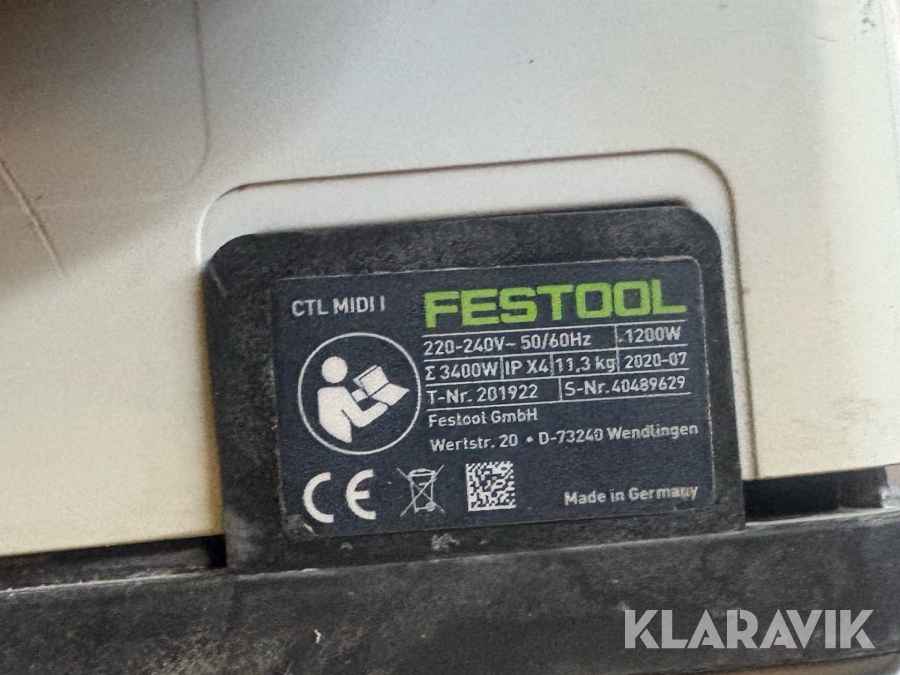 CTL MIDI I
FESTOOL
220-240V~ 50/60Hz 1200W
Σ 3400W IP X4 11,3 kg 2020-07
T-Nr. 201922 S-Nr. 40489629
Festool GmbH
Wertstr. 20 • D-73240 Wendlingen
CE
Made in Germany
KLARAVIK